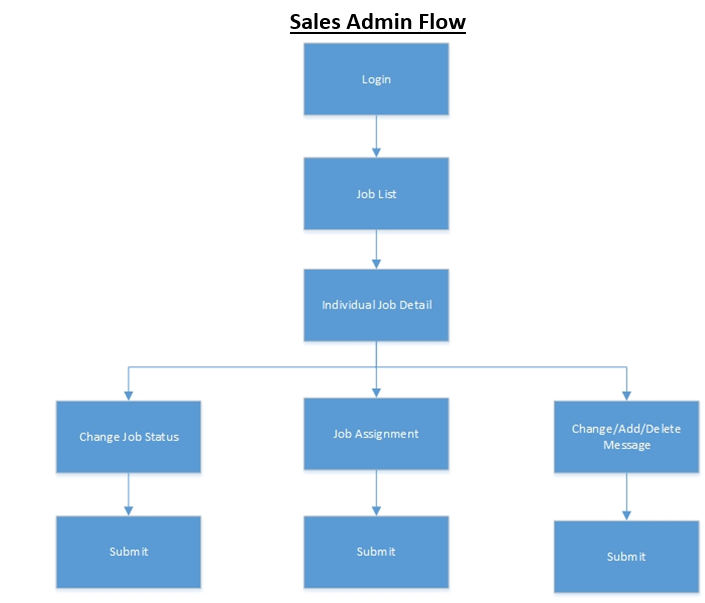 Sales Admin Flow
Login
Job List
Individual Job Detail
Change Job Status
Job Assignment
Change/Add/Delete
Message
Submit
Submit
Submit